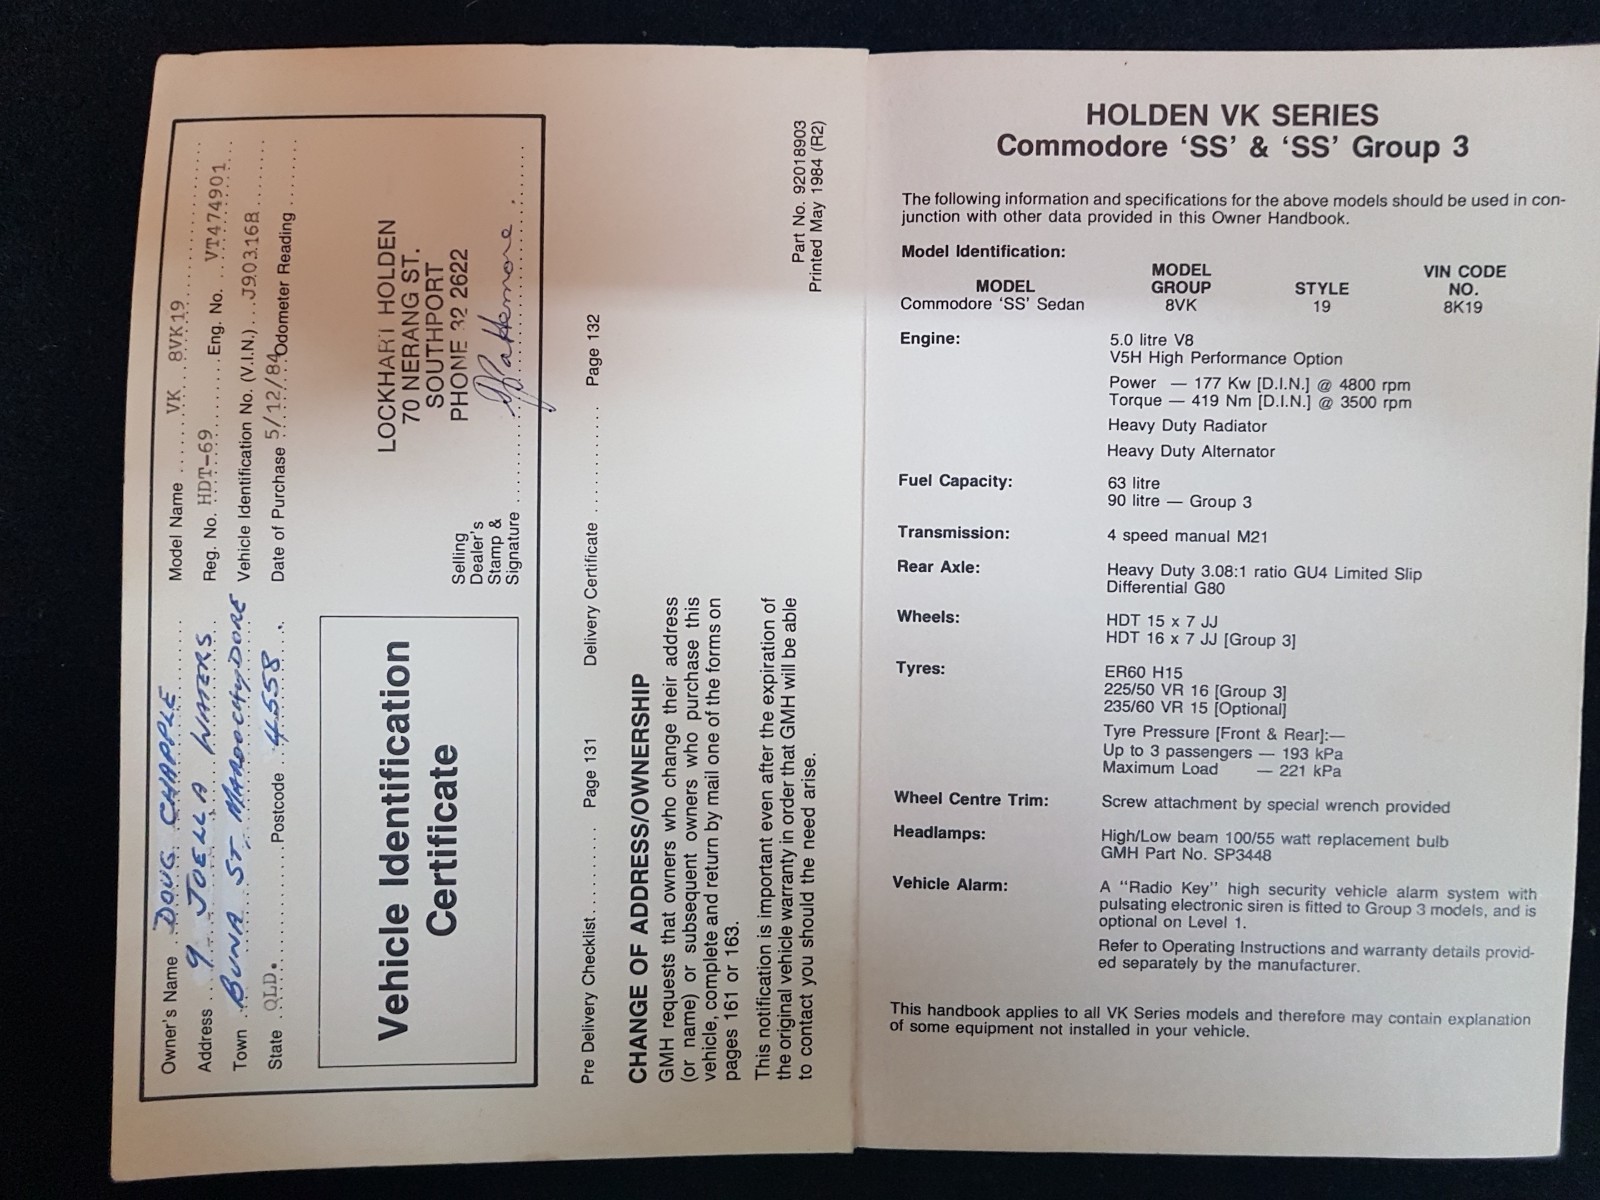 Owner's Name DOUG CHAPPLE Model Name VK 8VK19
Address 9 JOELLA WATERS Reg. No. HDT-69 Eng. No. VT474901
Town BUNA ST MAROOCHYDORE Vehicle Identification No. (V.I.N.) J903168
State QLD. Postcode 4558 Date of Purchase 5/12/84 Odometer Reading
Vehicle Identification
Certificate
LOCKHART HOLDEN
70 NERANG ST.
SOUTHPORT
PHONE 32 2622
Selling
Dealer's
Stamp &
Signature
Pre Delivery Checklist.......... Page 131 Delivery Certificate .......... Page 132
CHANGE OF ADDRESS/OWNERSHIP
GMH requests that owners who change their address
(or name) or subsequent owners who purchase this
vehicle, complete and return by mail one of the forms on
pages 161 or 163.
This notification is important even after the expiration of
the original vehicle warranty in order that GMH will be able
to contact you should the need arise.
Part No. 92018903
Printed May 1984 (R2)
HOLDEN VK SERIES
Commodore ‘SS’ & ‘SS’ Group 3
The following information and specifications for the above models should be used in con-
junction with other data provided in this Owner Handbook.
Model Identification:
MODEL MODEL GROUP STYLE VIN CODE NO.
Commodore ‘SS’ Sedan 8VK 19 8K19
Engine: 5.0 litre V8
V5H High Performance Option
Power — 177 Kw [D.I.N.] @ 4800 rpm
Torque — 419 Nm [D.I.N.] @ 3500 rpm
Heavy Duty Radiator
Heavy Duty Alternator
Fuel Capacity: 63 litre
90 litre — Group 3
Transmission: 4 speed manual M21
Rear Axle: Heavy Duty 3.08:1 ratio GU4 Limited Slip
Differential G80
Wheels: HDT 15 x 7 JJ
HDT 16 x 7 JJ [Group 3]
Tyres: ER60 H15
225/50 VR 16 [Group 3]
235/60 VR 15 [Optional]
Tyre Pressure [Front & Rear]:—
Up to 3 passengers — 193 kPa
Maximum Load — 221 kPa
Wheel Centre Trim: Screw attachment by special wrench provided
Headlamps: High/Low beam 100/55 watt replacement bulb
GMH Part No. SP3448
Vehicle Alarm: A “Radio Key” high security vehicle alarm system with
pulsating electronic siren is fitted to Group 3 models, and is
optional on Level 1.
Refer to Operating Instructions and warranty details provid-
ed separately by the manufacturer.
This handbook applies to all VK Series models and therefore may contain explanation
of some equipment not installed in your vehicle.